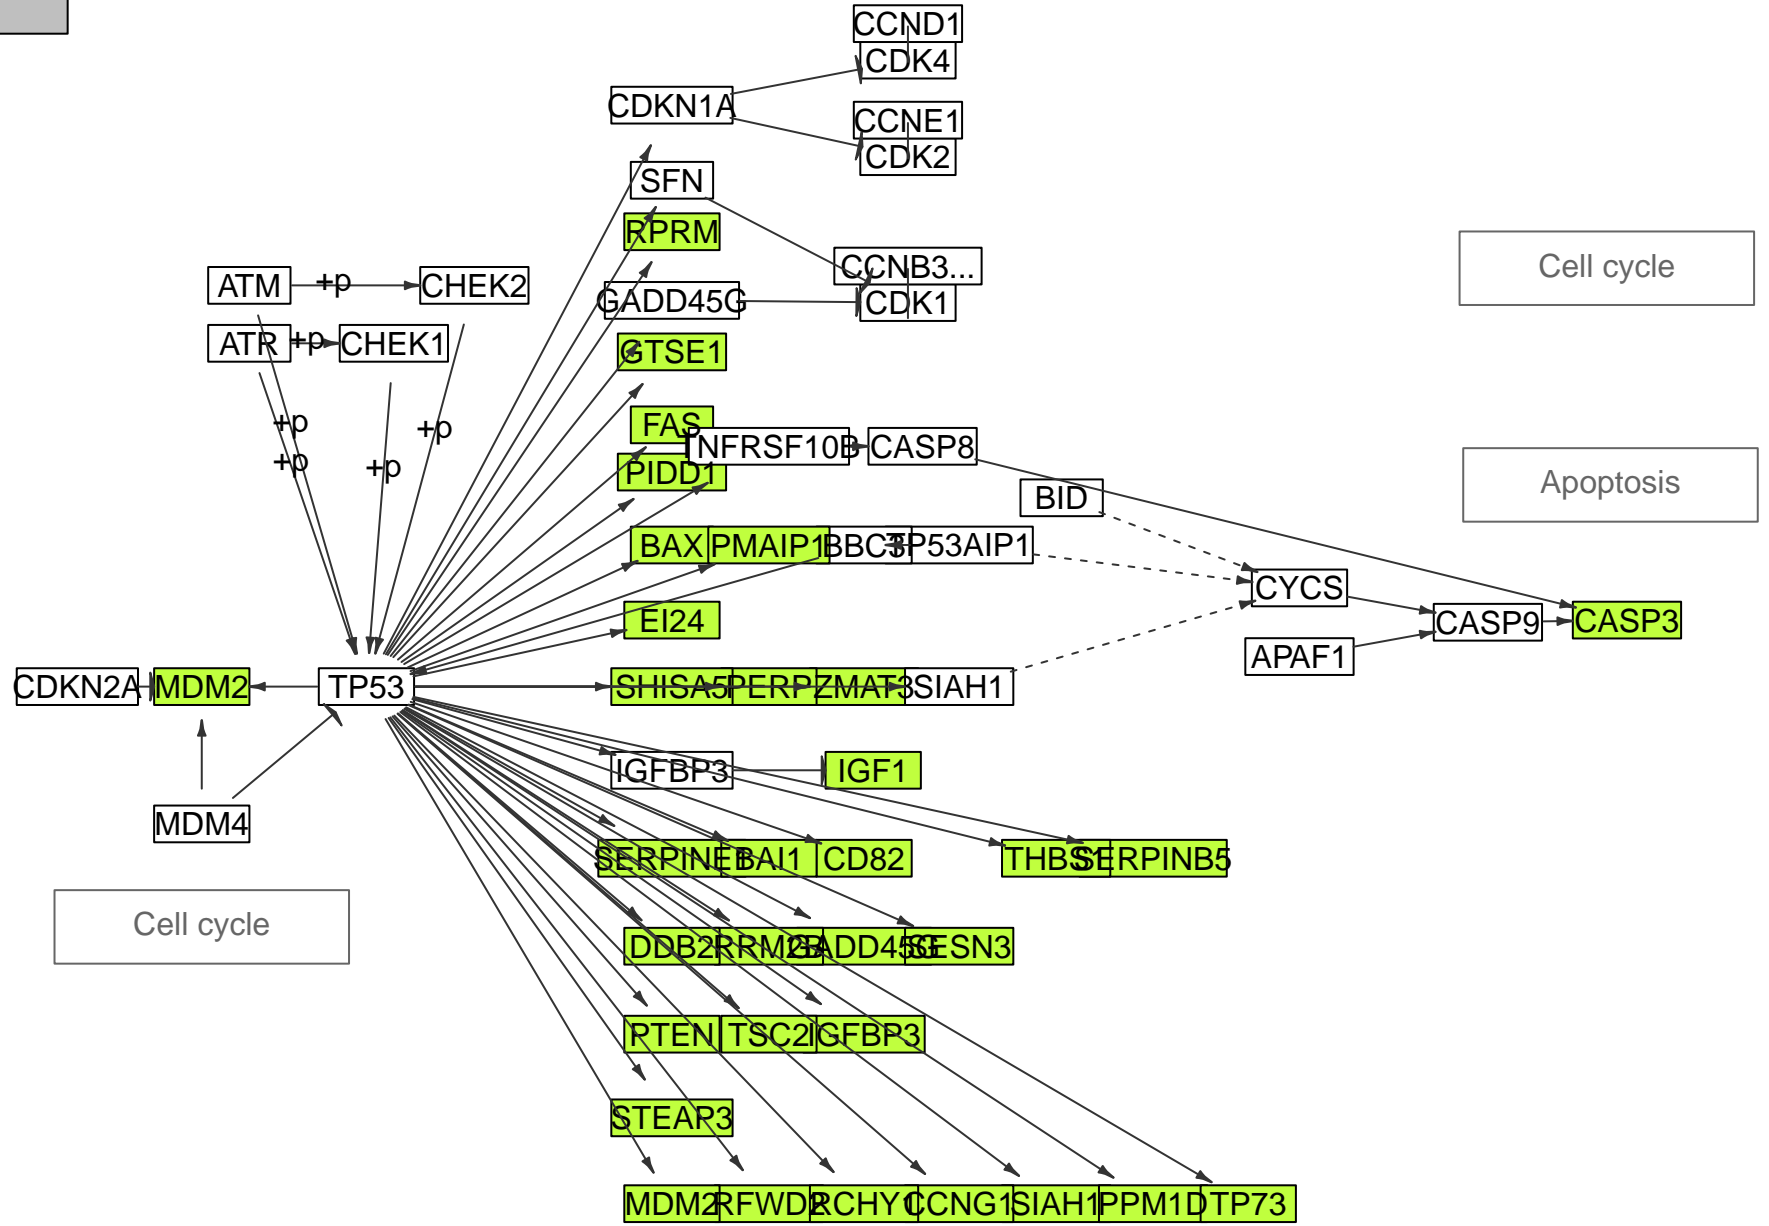 CCND1
CDK4
CDKN1A
CCNE1
CDK2
SFN
RPRM
CCNB3...
Cell cycle
ATM +p CHEK2
GADD45G CDK1
ATR +p CHEK1
GTSE1
+p +p FAS
TNFRSF10B CASP8
+p +p PIDD1
Apoptosis
BID
BAX PMAIP1 BBC3 TP53AIP1
CYCS
EI24 CASP9 CASP3
APAF1
CDKN2A MDM2 TP53 SHISA5 PERP ZMAT3 SIAH1
IGFBP3 IGF1
MDM4
SERPINE1 BAI1 CD82 THBS1 SERPINB5
Cell cycle
DDB2 RRM2B GADD45G SESN3
PTEN TSC2 IGFBP3
STEAP3
MDM2 RFWD2 RCHY1 CCNG1 SIAH1 PPM1D TP73